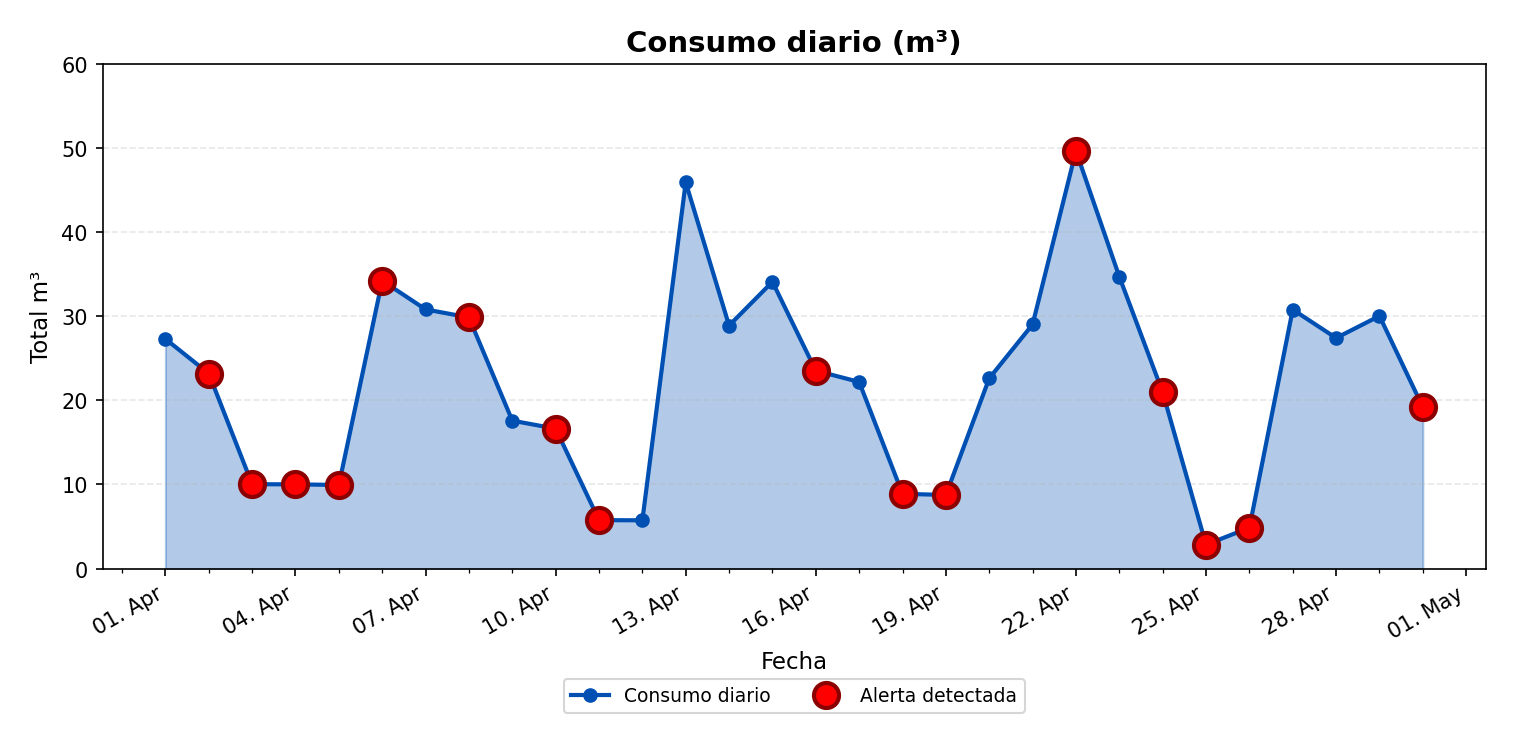 Consumo diario (m³)
Total m³
60
50
40
30
20
10
0
01. Apr
04. Apr
07. Apr
10. Apr
13. Apr
16. Apr
19. Apr
22. Apr
25. Apr
28. Apr
01. May
Fecha
Consumo diario
Alerta detectada